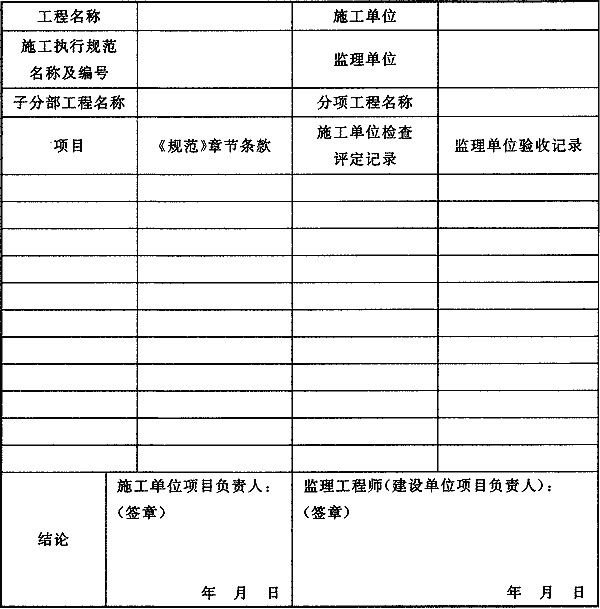 工程名称
施工单位
施工执行规范
名称及编号
监理单位
子分部工程名称
分项工程名称
项目
《规范》章节条款
施工单位检查
评定记录
监理单位验收记录
结论
施工单位项目负责人：
（签章）
年 月 日
监理工程师（建设单位项目负责人）：
（签章）
年 月 日